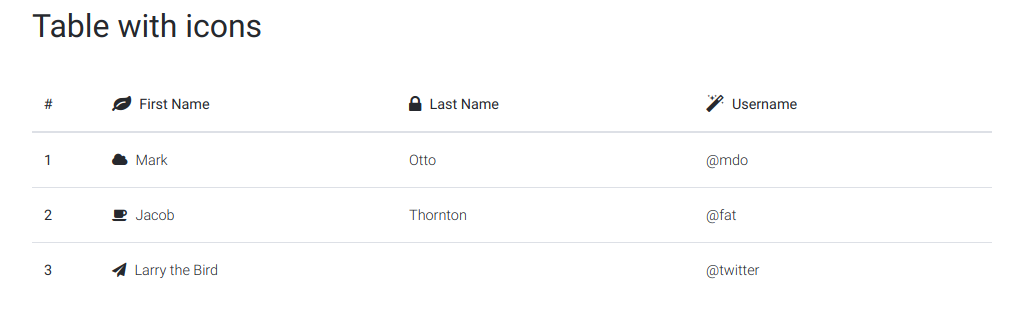 Table with icons
# First Name Last Name Username
1 Mark Otto @mdo
2 Jacob Thornton @fat
3 Larry the Bird @twitter